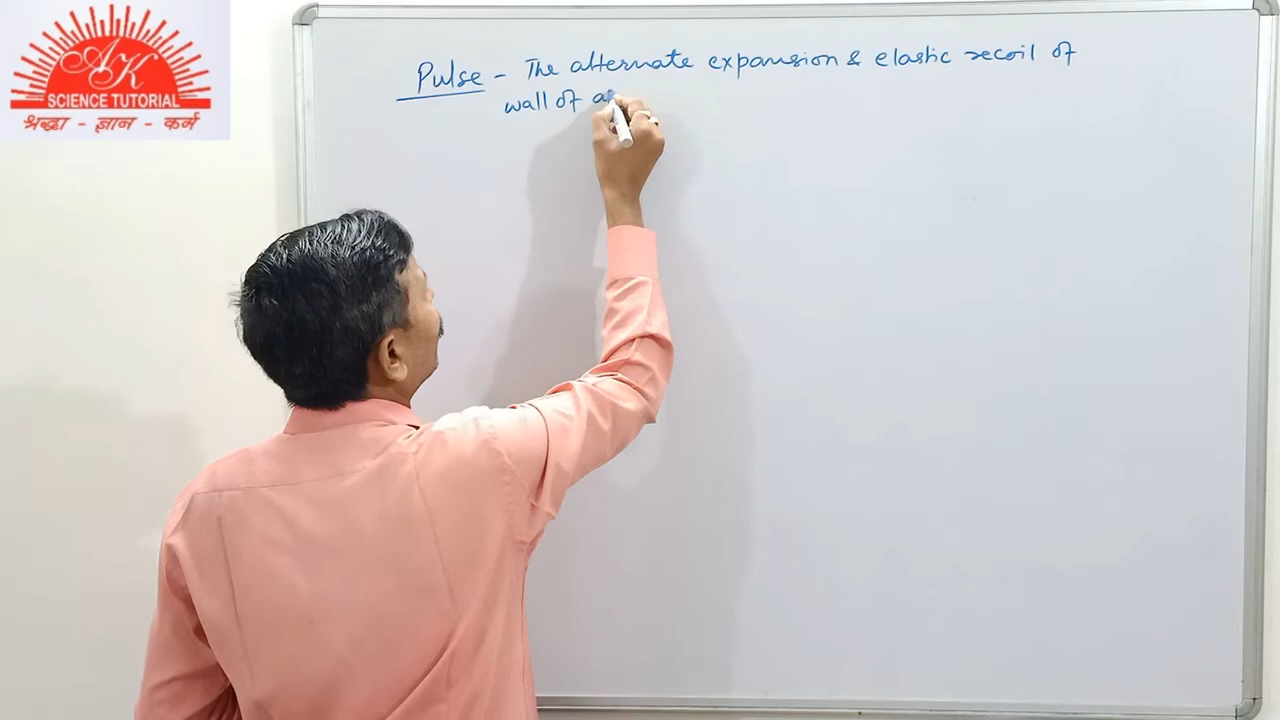 AK
SCIENCE TUTORIAL
श्रद्धा - ज्ञान - कर्म
Pulse - The alternate expansion & elastic recoil of
wall of